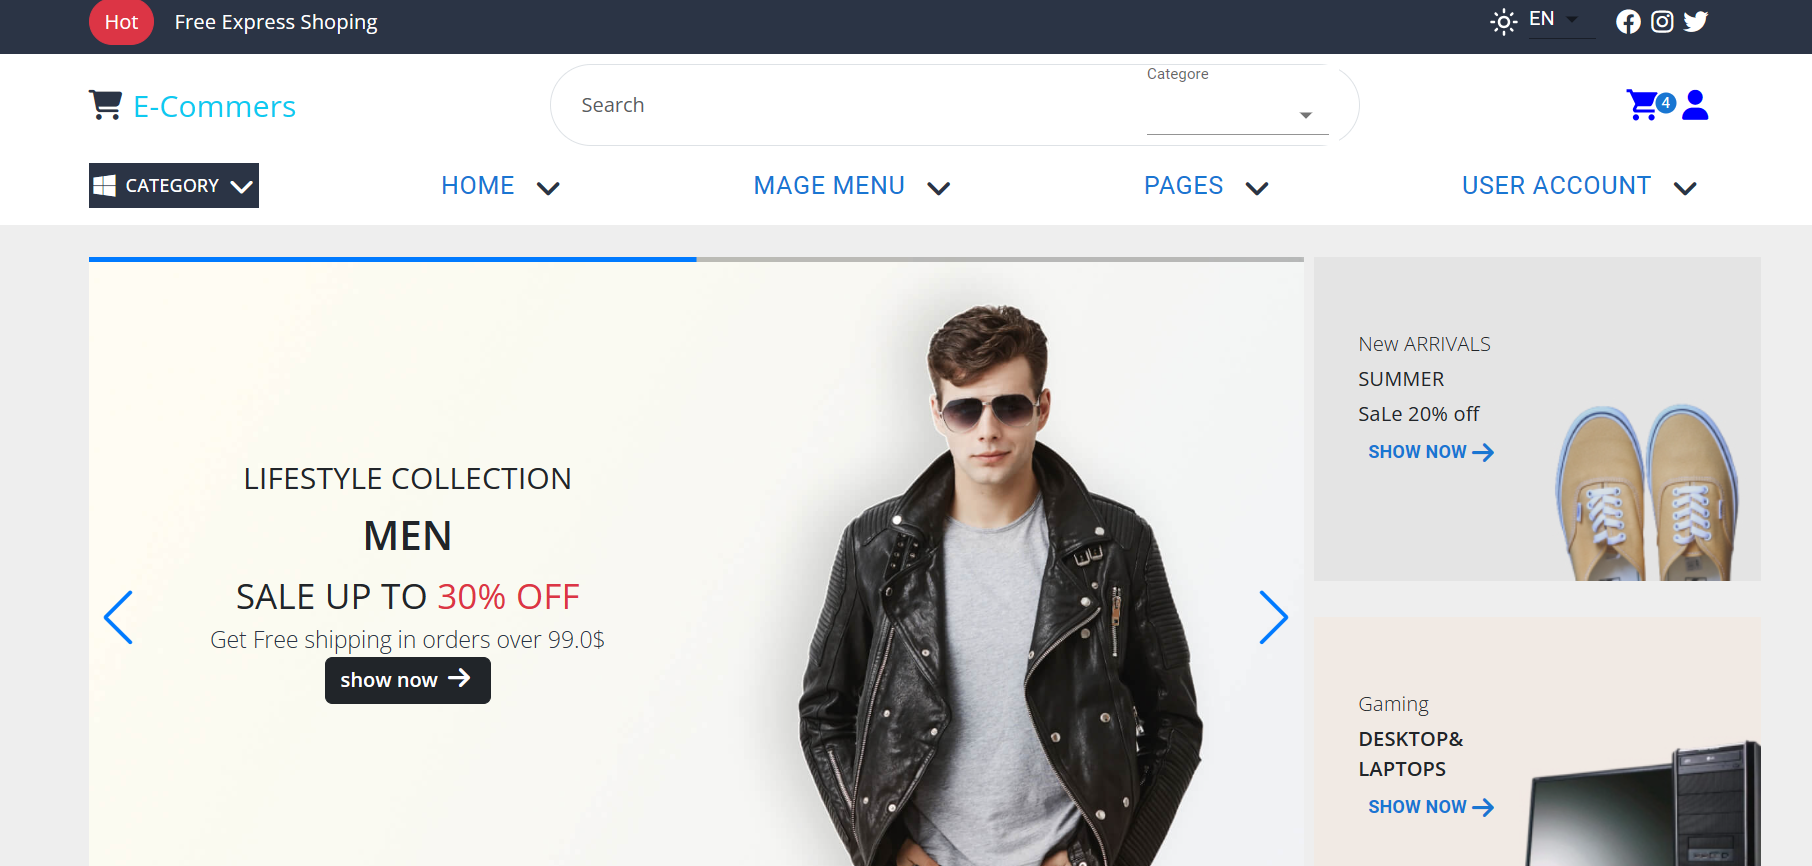 Hot
Free Express Shoping
EN
E-Commers
Search
Categore
4
CATEGORY
HOME
MAGE MENU
PAGES
USER ACCOUNT
LIFESTYLE COLLECTION
MEN
SALE UP TO 30% OFF
Get Free shipping in orders over 99.0$
show now
New ARRIVALS
SUMMER
SaLe 20% off
SHOW NOW
Gaming
DESKTOP&
LAPTOPS
SHOW NOW